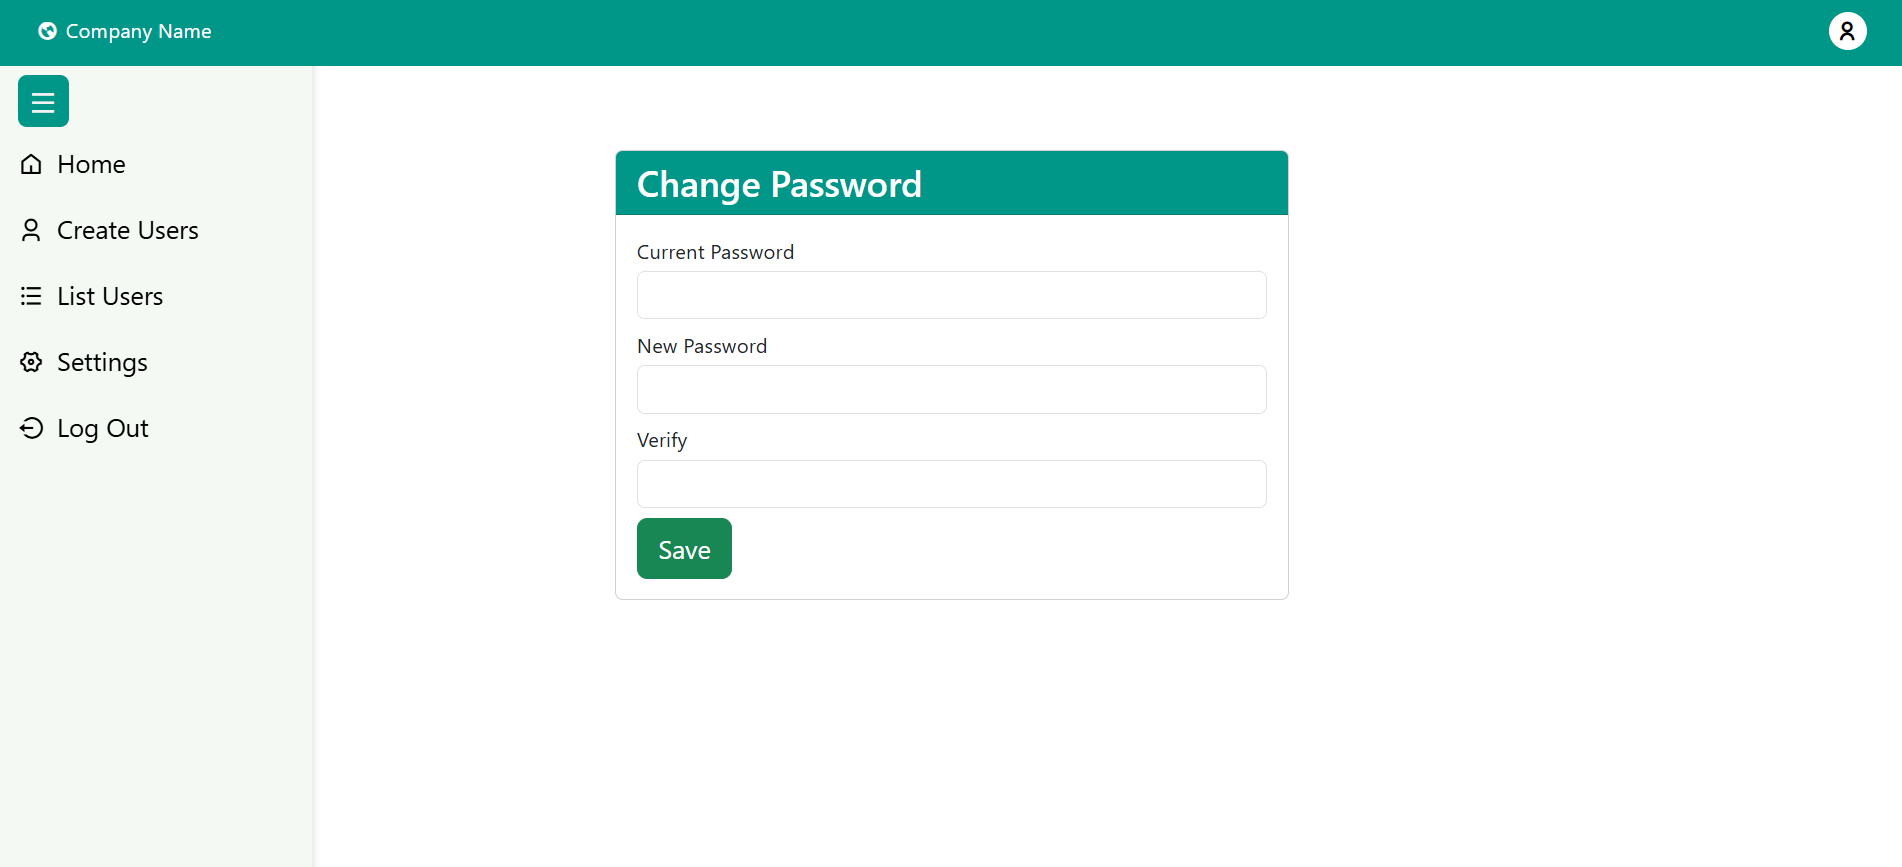 Company Name
Home
Create Users
List Users
Settings
Log Out
Change Password
Current Password
New Password
Verify
Save